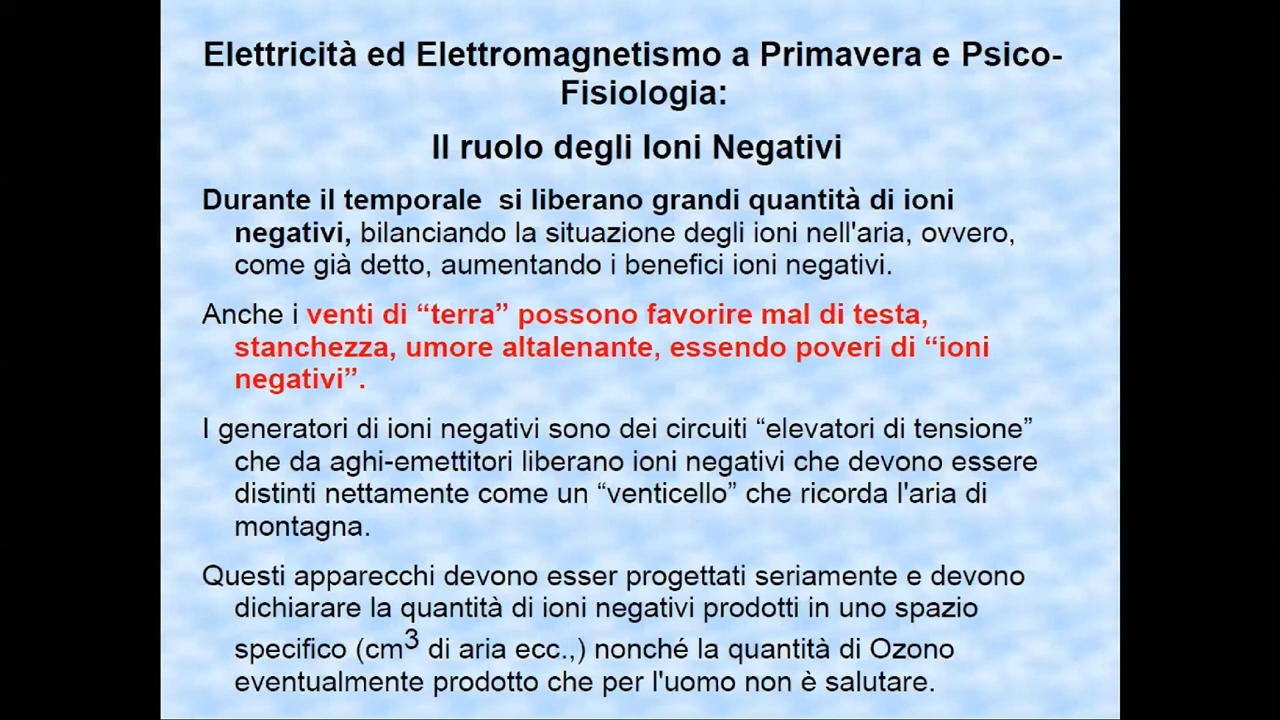 Elettricità ed Elettromagnetismo a Primavera e Psico-
Fisiologia:
Il ruolo degli Ioni Negativi
Durante il temporale  si liberano grandi quantità di ioni
negativi, bilanciando la situazione degli ioni nell'aria, ovvero,
come già detto, aumentando i benefici ioni negativi.
Anche i venti di “terra” possono favorire mal di testa,
stanchezza, umore altalenante, essendo poveri di “ioni
negativi”.
I generatori di ioni negativi sono dei circuiti “elevatori di tensione”
che da aghi-emettitori liberano ioni negativi che devono essere
distinti nettamente come un “venticello” che ricorda l'aria di
montagna.
Questi apparecchi devono esser progettati seriamente e devono
dichiarare la quantità di ioni negativi prodotti in uno spazio
specifico (cm³ di aria ecc.,) nonché la quantità di Ozono
eventualmente prodotto che per l'uomo non è salutare.